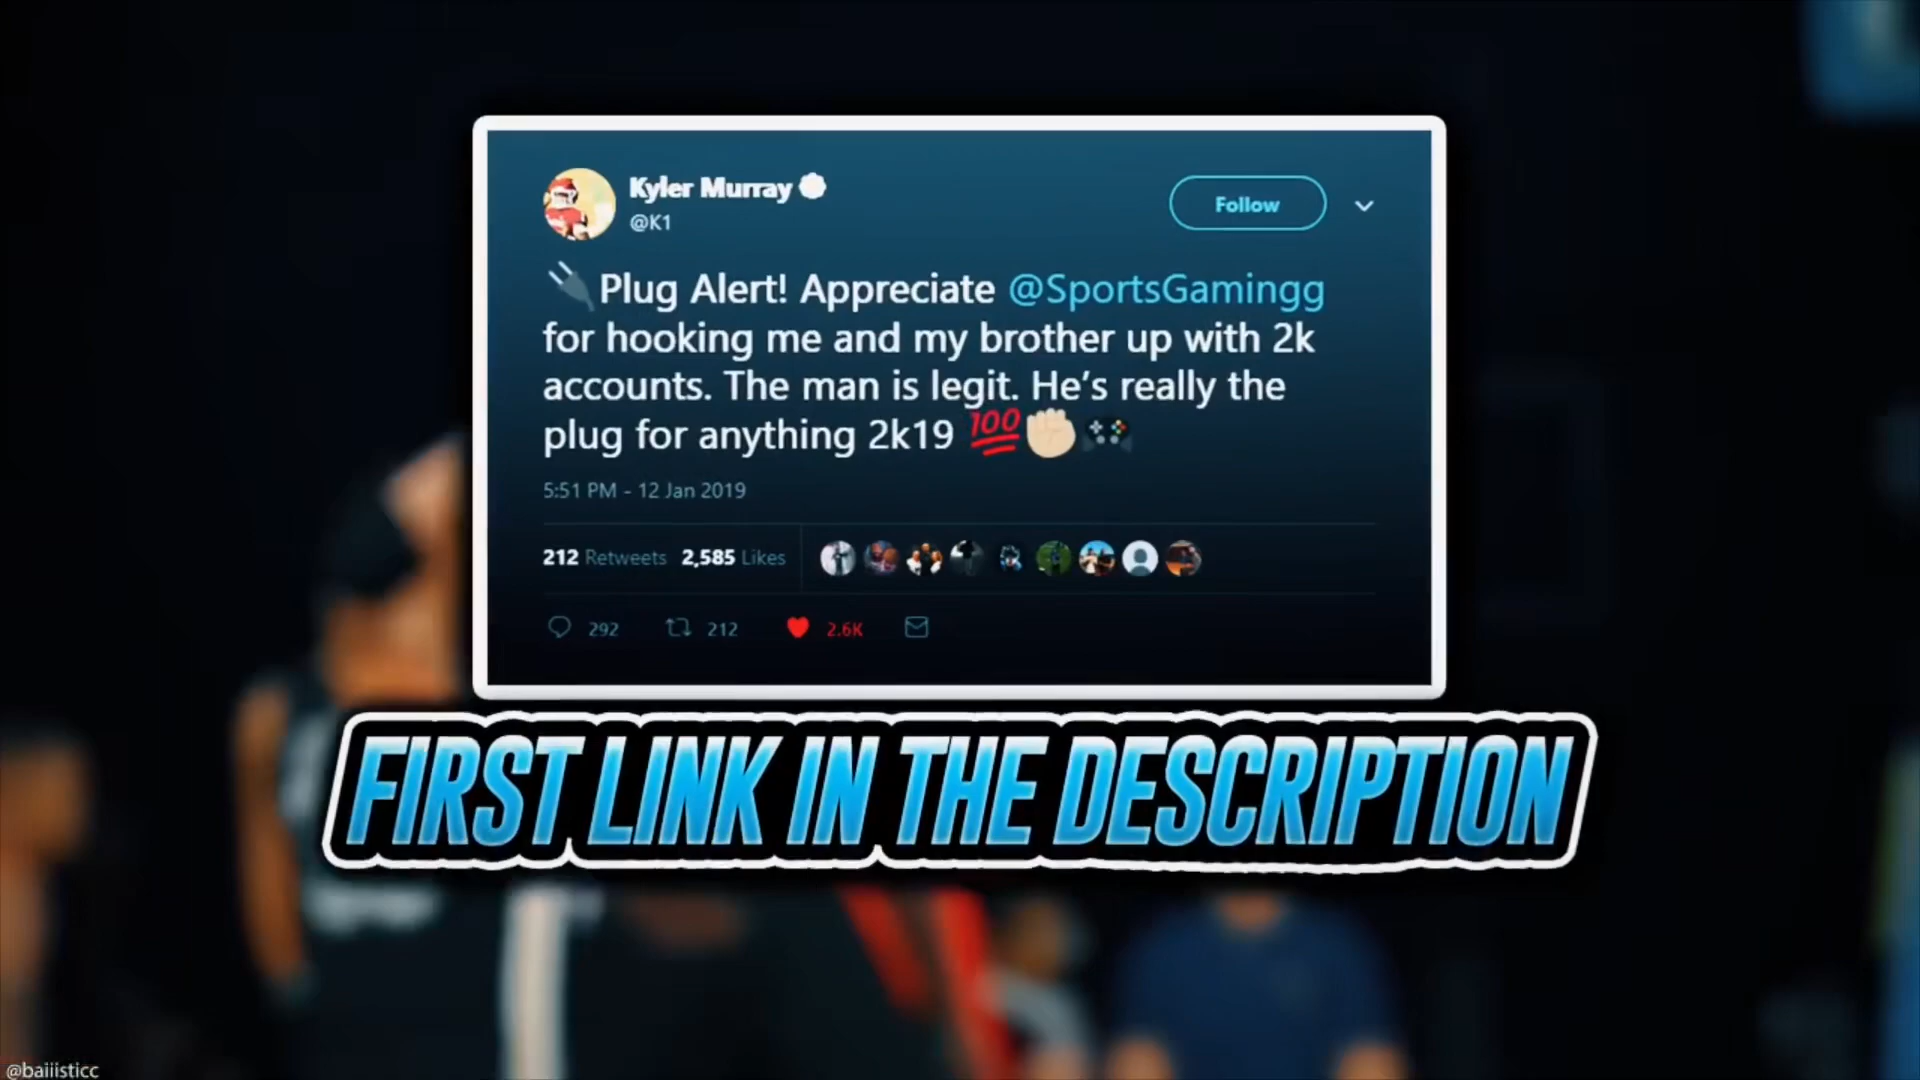 Kyler Murray
@K1
Follow
Plug Alert! Appreciate @SportsGamingg
for hooking me and my brother up with 2k
accounts. The man is legit. He's really the
plug for anything 2k19 💯✊🏼🎮
5:51 PM - 12 Jan 2019
212 Retweets 2,585 Likes
292 212 2.6K
FIRST LINK IN THE DESCRIPTION
@baiiisticc